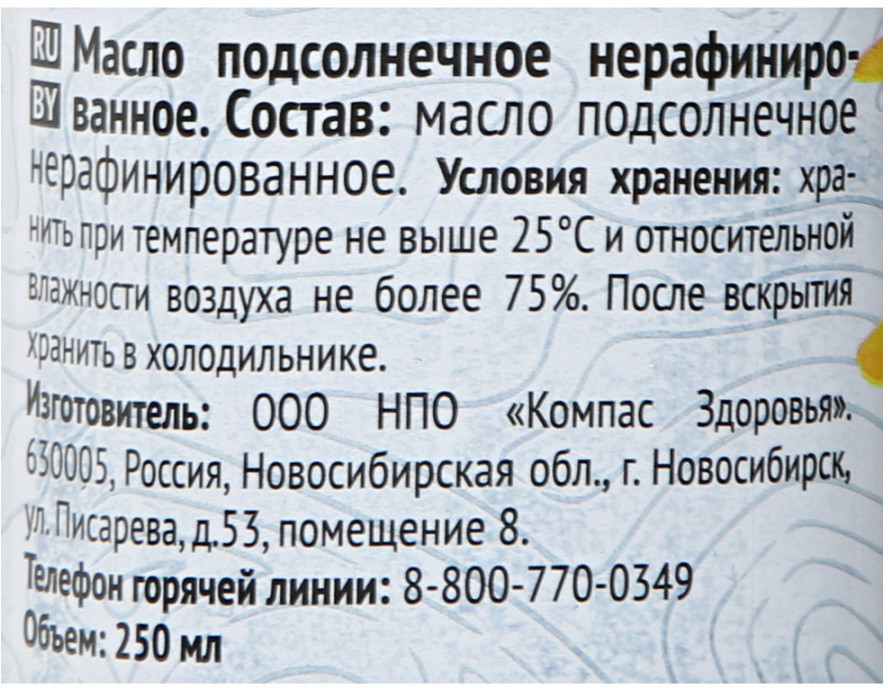 RU Масло подсолнечное нерафиниро-
BY ванное. Состав: масло подсолнечное
нерафинированное. Условия хранения: хра-
нить при температуре не выше 25°C и относительной
влажности воздуха не более 75%. После вскрытия
хранить в холодильнике.
Изготовитель: ООО НПО «Компас Здоровья».
630005, Россия, Новосибирская обл., г. Новосибирск,
ул. Писарева, д.53, помещение 8.
Телефон горячей линии: 8-800-770-0349
Объем: 250 мл